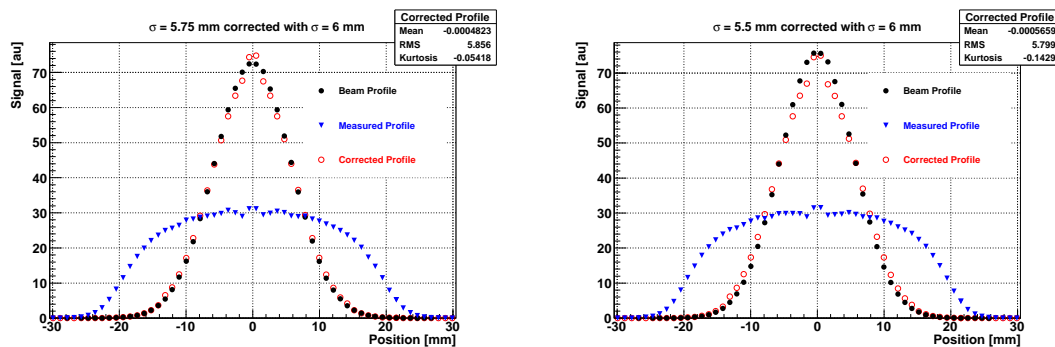 σ = 5.75 mm corrected with σ = 6 mm
Corrected Profile
Mean -0.0004823
RMS 5.856
Kurtosis -0.05418
Signal [au]
70
60
50
40
30
20
10
0
Beam Profile
Measured Profile
Corrected Profile
-30 -20 -10 0 10 20 30
Position [mm]
σ = 5.5 mm corrected with σ = 6 mm
Corrected Profile
Mean -0.0005659
RMS 5.799
Kurtosis -0.1429
Signal [au]
70
60
50
40
30
20
10
0
Beam Profile
Measured Profile
Corrected Profile
-30 -20 -10 0 10 20 30
Position [mm]